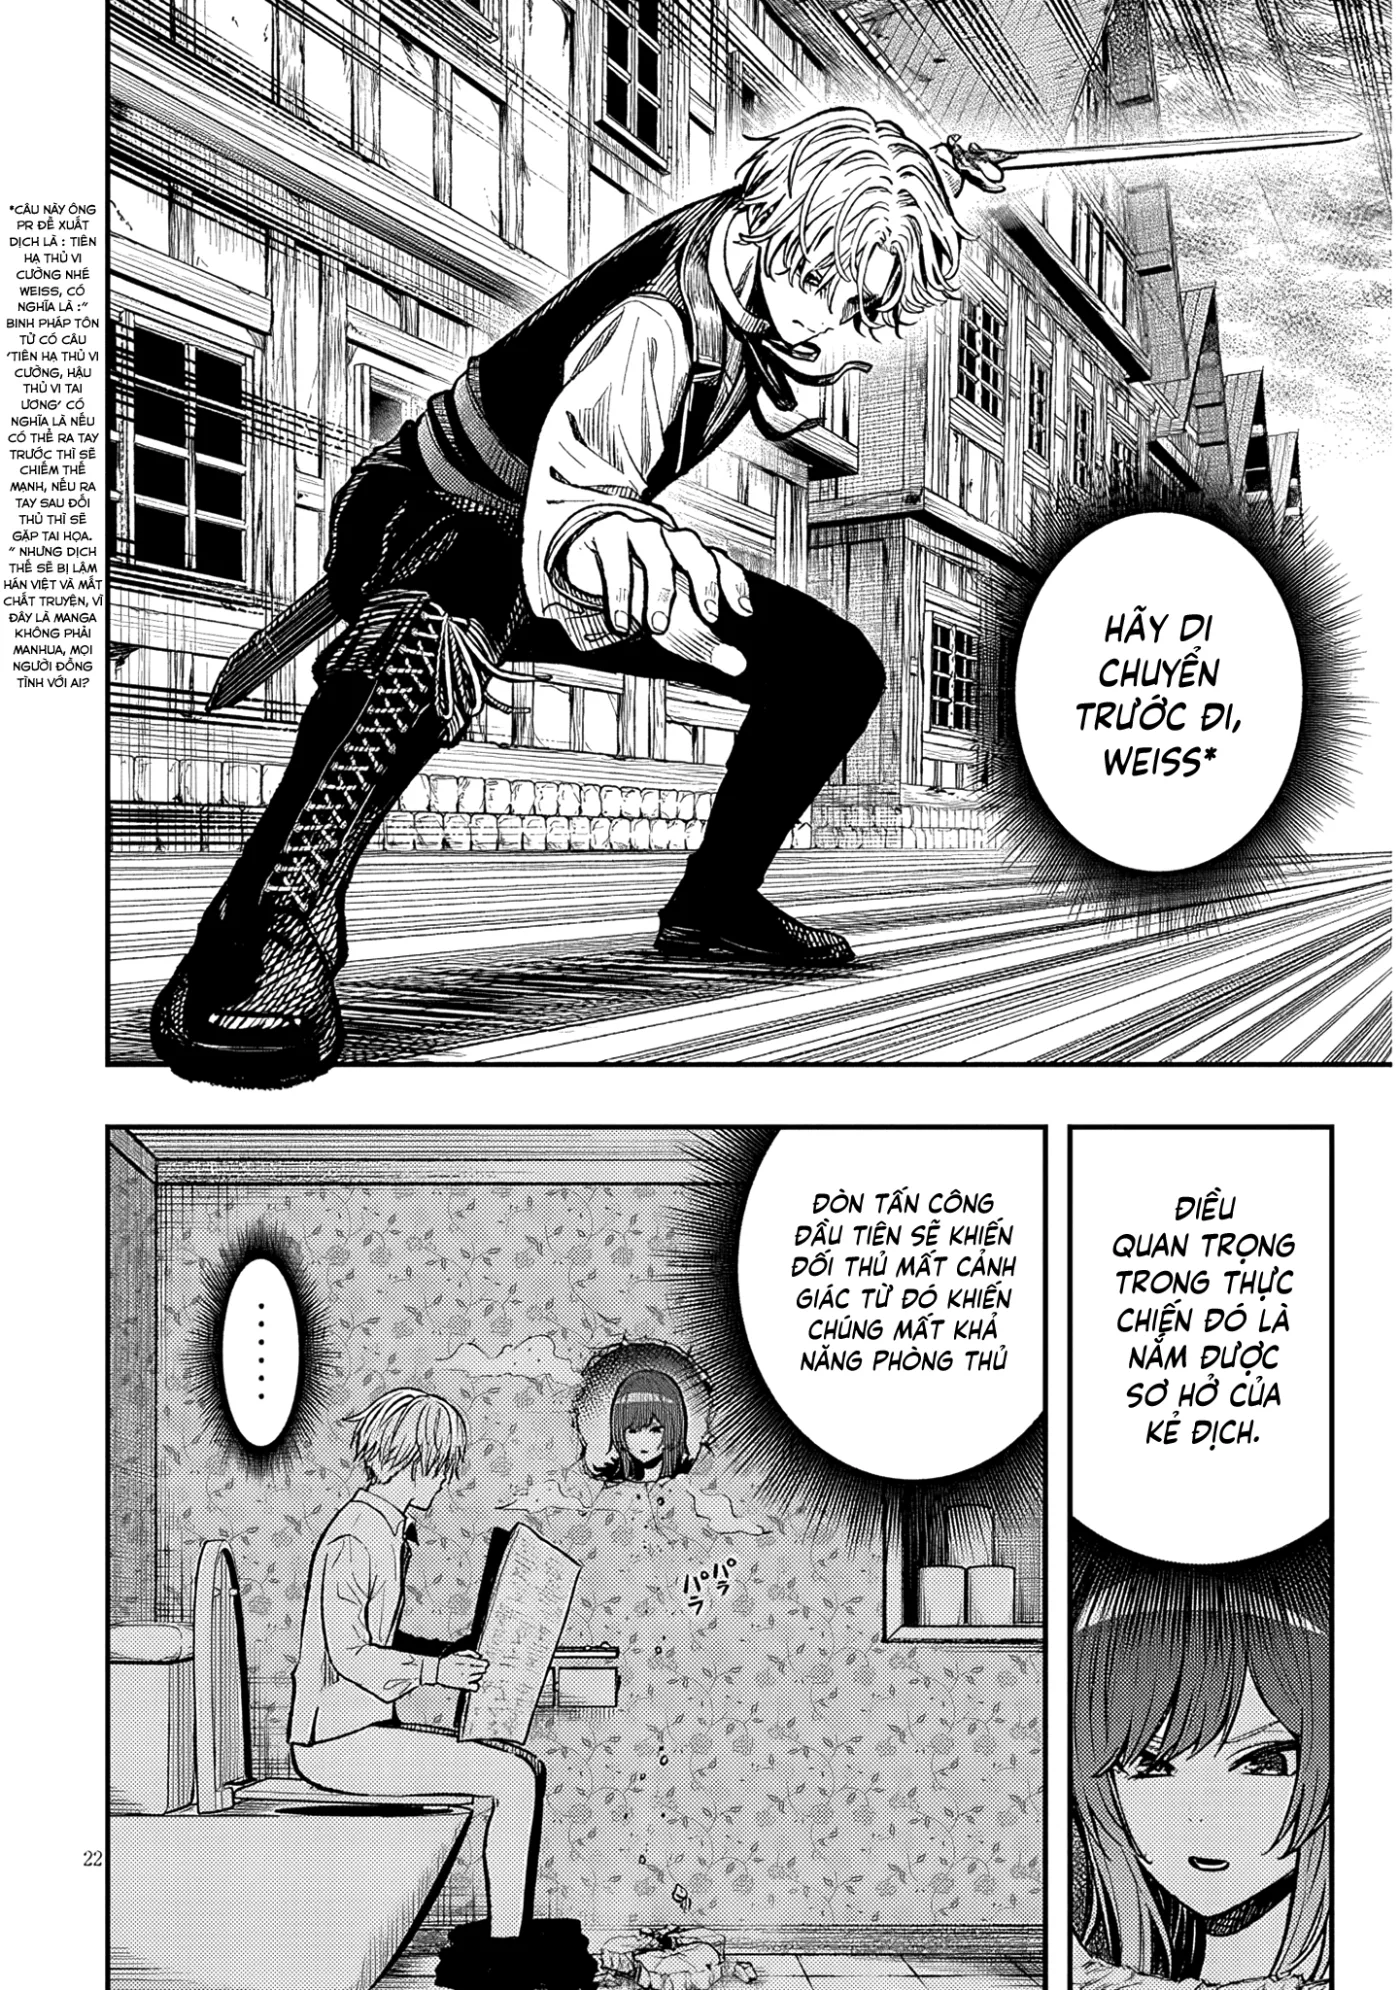 *CÂU NÀY ÔNG
PR ĐỀ XUẤT
DỊCH LÀ : TIÊN
HẠ THỦ VI
CƯỜNG NHÉ
WEISS, CÓ
NGHĨA LÀ :"
BINH PHÁP TÔN
TỬ CÓ CÂU
'TIÊN HẠ THỦ VI
CƯỜNG, HẬU
THỦ VI TAI
ƯƠNG' CÓ
NGHĨA LÀ NẾU
CÓ THỂ RA TAY
TRƯỚC THÌ SẼ
CHIẾM THẾ
MẠNH, NẾU RA
TAY SAU ĐỐI
THỦ THÌ SẼ
GẶP TAI HỌA.
" NHƯNG DỊCH
THẾ SẼ BỊ LẬM
HÁN VIỆT VÀ MẤT
CHẤT TRUYỆN, VÌ
ĐÂY LÀ MANGA
KHÔNG PHẢI
MANHUA, MỌI
NGƯỜI ĐỒNG
TÌNH VỚI AI?
HÃY DI
CHUYỂN
TRƯỚC ĐI,
WEISS*
ĐIỀU
QUAN TRỌNG
TRONG THỰC
CHIẾN ĐÓ LÀ
NẮM ĐƯỢC
SƠ HỞ CỦA
KẺ ĐỊCH.
ĐÒN TẤN CÔNG
ĐẦU TIÊN SẼ KHIẾN
ĐỐI THỦ MẤT CẢNH
GIÁC TỪ ĐÓ KHIẾN
CHÚNG MẤT KHẢ
NĂNG PHÒNG THỦ
......
パラパラ
22